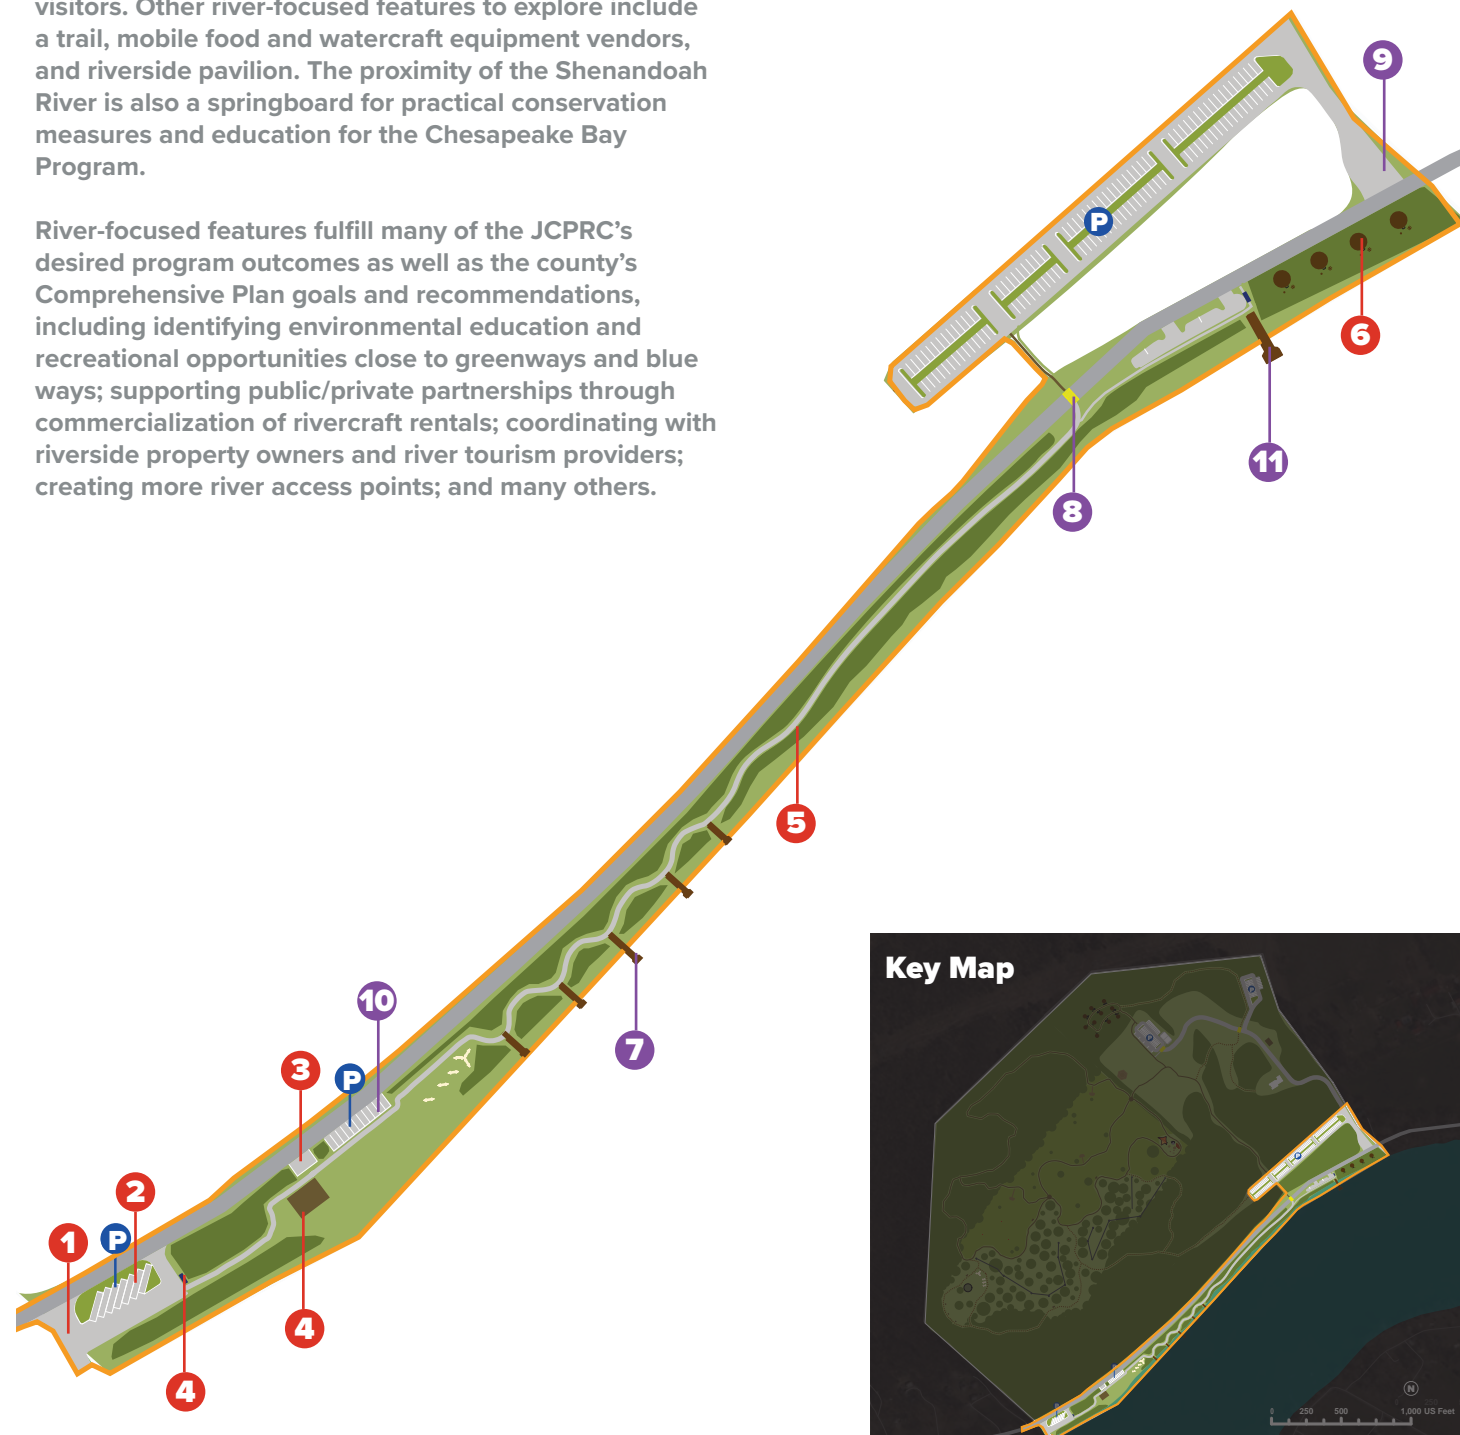 visitors. Other river-focused features to explore include
a trail, mobile food and watercraft equipment vendors,
and riverside pavilion. The proximity of the Shenandoah
River is also a springboard for practical conservation
measures and education for the Chesapeake Bay
Program.
River-focused features fulfill many of the JCPRC’s
desired program outcomes as well as the county’s
Comprehensive Plan goals and recommendations,
including identifying environmental education and
recreational opportunities close to greenways and blue
ways; supporting public/private partnerships through
commercialization of rivercraft rentals; coordinating with
riverside property owners and river tourism providers;
creating more river access points; and many others.
9
P
6
11
8
5
10
7
3
P
2
1
P
4
4
Key Map
P
P
P
N
0 250 500 1,000 US Feet